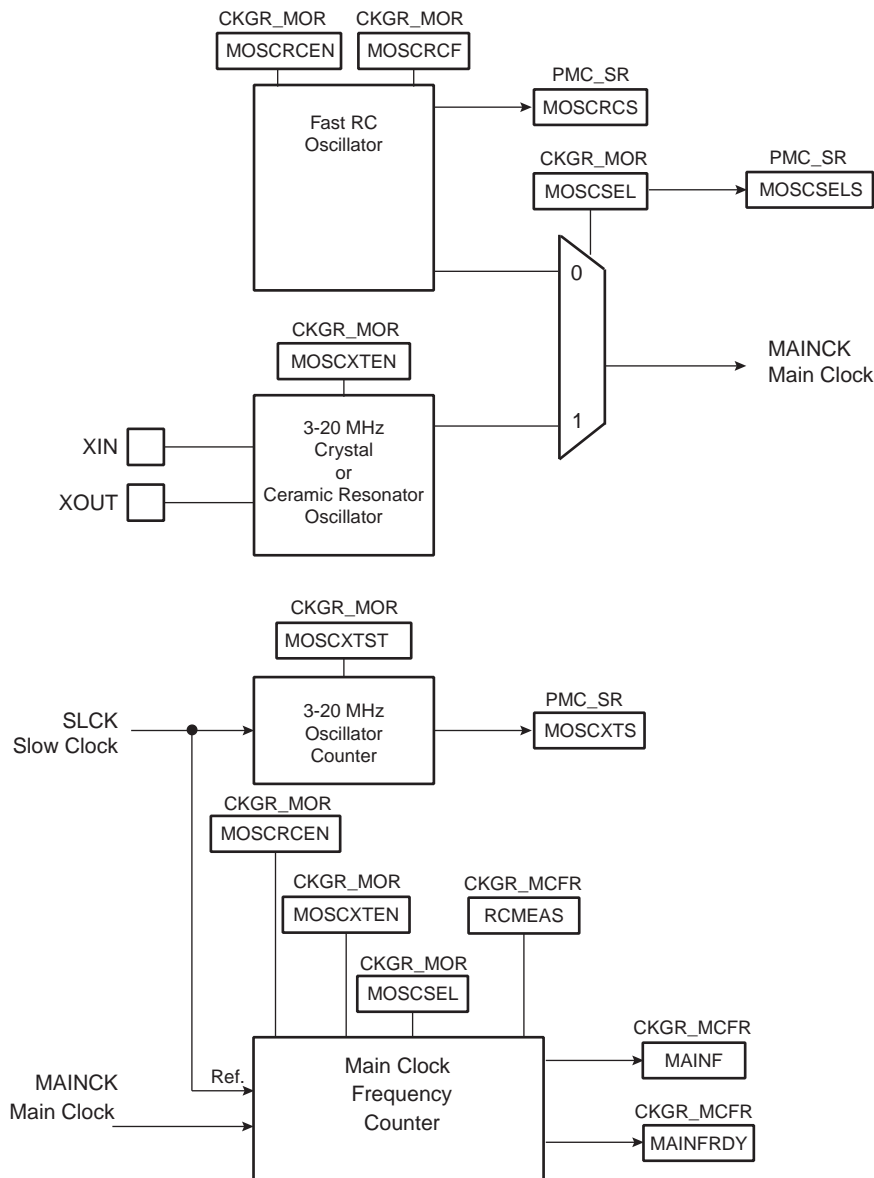 CKGR_MOR
MOSCRCEN
CKGR_MOR
MOSCRCF
Fast RC
Oscillator
PMC_SR
MOSCRCS
CKGR_MOR
MOSCSEL
PMC_SR
MOSCSELS
0
1
MAINCK
Main Clock
CKGR_MOR
MOSCXTEN
XIN
XOUT
3-20 MHz
Crystal
or
Ceramic Resonator
Oscillator
CKGR_MOR
MOSCXTST
SLCK
Slow Clock
3-20 MHz
Oscillator
Counter
PMC_SR
MOSCXTS
CKGR_MOR
MOSCRCEN
CKGR_MOR
MOSCXTEN
CKGR_MCFR
RCMEAS
CKGR_MOR
MOSCSEL
Ref.
MAINCK
Main Clock
Main Clock
Frequency
Counter
CKGR_MCFR
MAINF
CKGR_MCFR
MAINFRDY